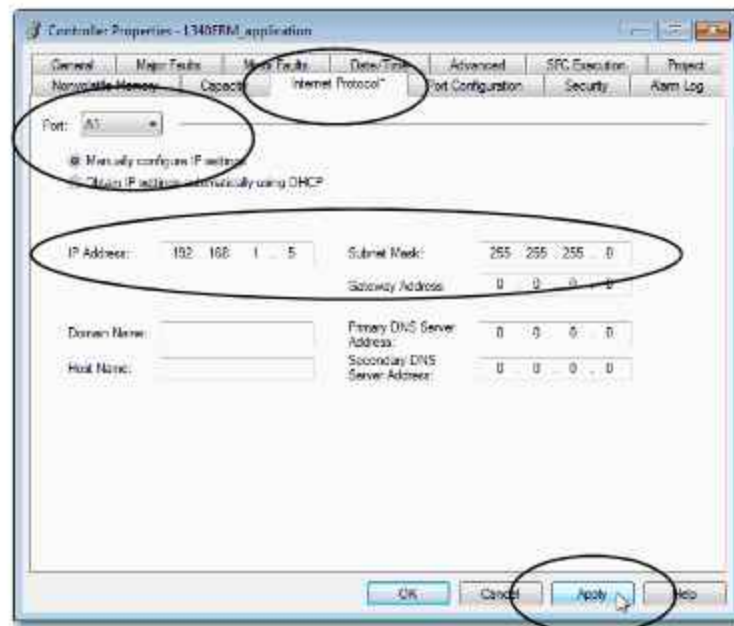 Controller Properties - L340ERM_application
General Major Faults Minor Faults Date/Time Advanced SFC Execution Project
Nonvolatile Memory Capacity Internet Protocol* Port Configuration Security Alarm Log
Port: A1
Manually configure IP settings
Obtain IP settings automatically using DHCP
IP Address: 192 . 168 . 1 . 5 Subnet Mask: 255 . 255 . 255 . 0
Gateway Address: 0 . 0 . 0 . 0
Domain Name: Primary DNS Server Address: 0 . 0 . 0 . 0
Host Name: Secondary DNS Server Address: 0 . 0 . 0 . 0
OK Cancel Apply Help